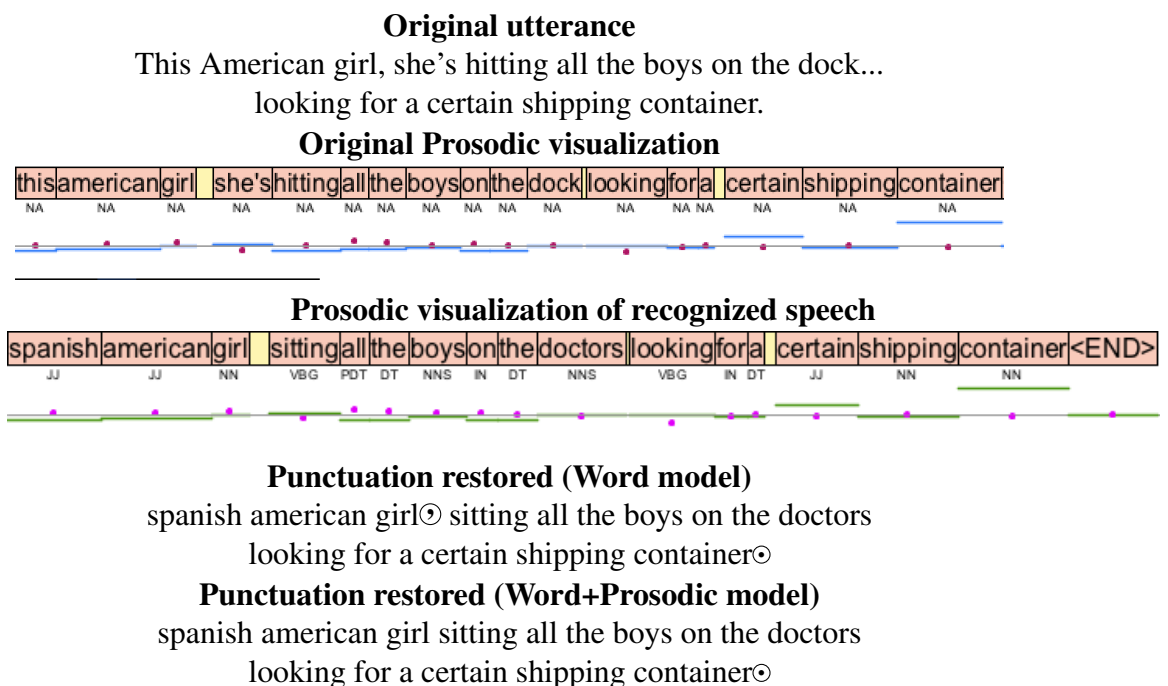 Original utterance
This American girl, she's hitting all the boys on the dock...
looking for a certain shipping container.
Original Prosodic visualization
this american girl she's hitting all the boys on the dock looking for a certain shipping container
NA NA NA NA NA NA NA NA NA NA NA NA NA NA NA NA NA
Prosodic visualization of recognized speech
spanish american girl sitting all the boys on the doctors looking for a certain shipping container <END>
JJ JJ NN VBG PDT DT NNS IN DT NNS VBG IN DT JJ NN NN
Punctuation restored (Word model)
spanish american girl, sitting all the boys on the doctors
looking for a certain shipping container.
Punctuation restored (Word+Prosodic model)
spanish american girl sitting all the boys on the doctors
looking for a certain shipping container.